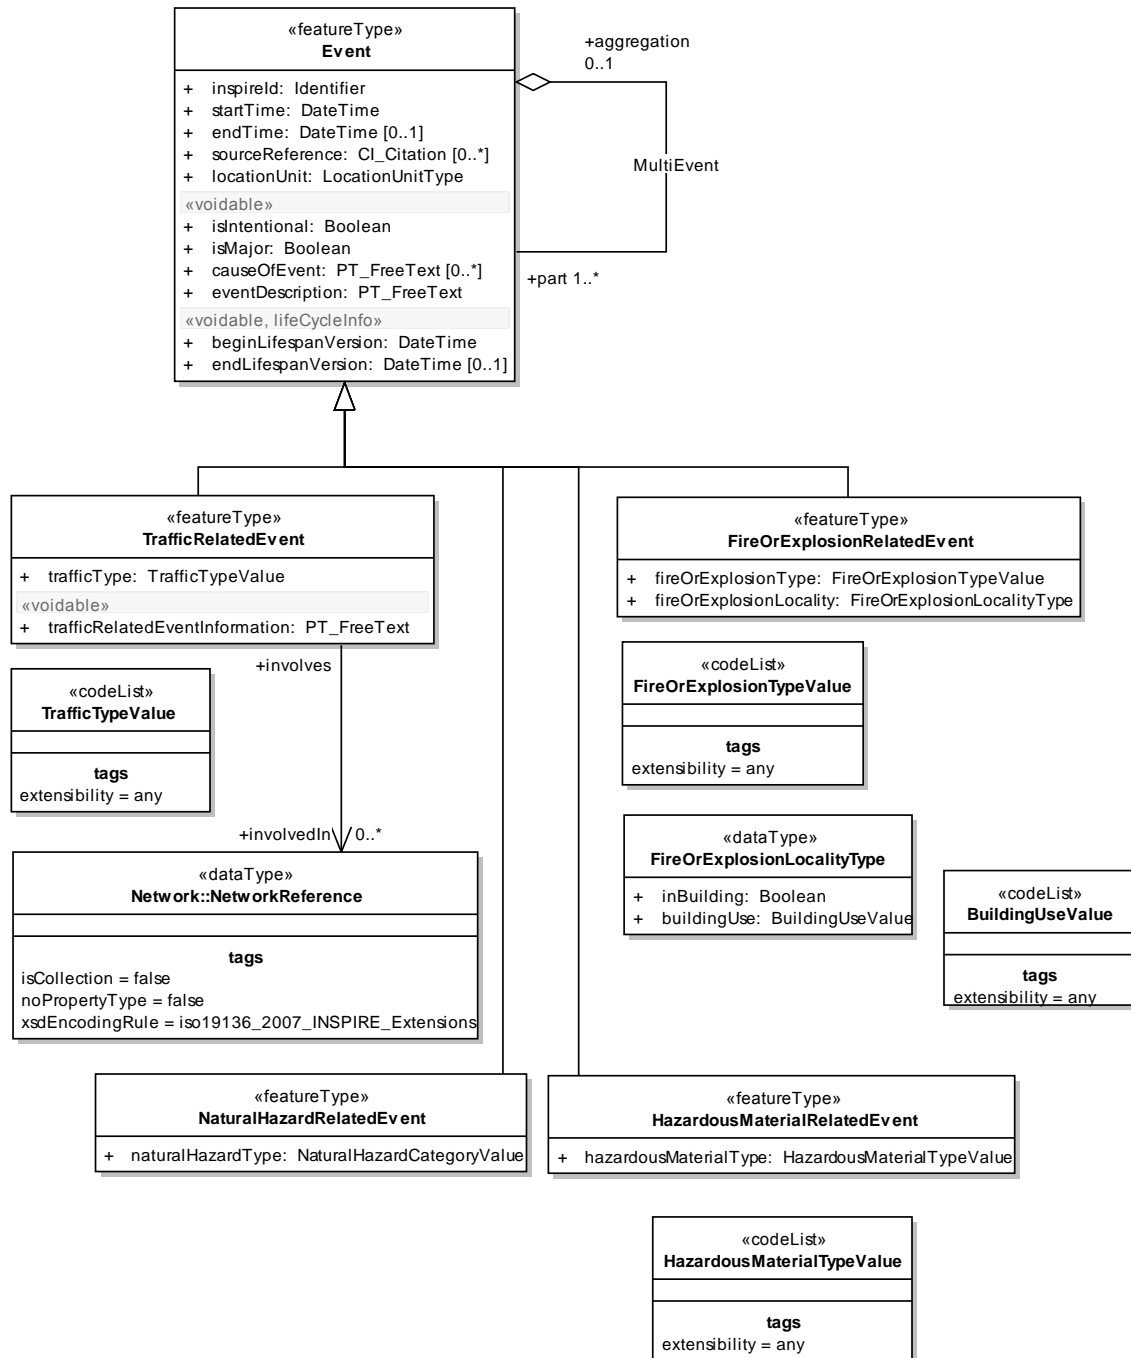 «featureType»
Event
+ inspireId: Identifier
+ startTime: DateTime
+ endTime: DateTime [0..1]
+ sourceReference: CI_Citation [0..*]
+ locationUnit: LocationUnitType
«voidable»
+ isIntentional: Boolean
+ isMajor: Boolean
+ causeOfEvent: PT_FreeText [0..*]
+ eventDescription: PT_FreeText
«voidable, lifeCycleInfo»
+ beginLifespanVersion: DateTime
+ endLifespanVersion: DateTime [0..1]
+aggregation
0..1
MultiEvent
+part 1..*
«featureType»
TrafficRelatedEvent
+ trafficType: TrafficTypeValue
«voidable»
+ trafficRelatedEventInformation: PT_FreeText
«featureType»
FireOrExplosionRelatedEvent
+ fireOrExplosionType: FireOrExplosionTypeValue
+ fireOrExplosionLocality: FireOrExplosionLocalityType
+involves
«codeList»
TrafficTypeValue
tags
extensibility = any
«codeList»
FireOrExplosionTypeValue
tags
extensibility = any
+involvedIn 0..*
«dataType»
Network::NetworkReference
tags
isCollection = false
noPropertyType = false
xsdEncodingRule = iso19136_2007_INSPIRE_Extensions
«dataType»
FireOrExplosionLocalityType
+ inBuilding: Boolean
+ buildingUse: BuildingUseValue
«codeList»
BuildingUseValue
tags
extensibility = any
«featureType»
NaturalHazardRelatedEvent
+ naturalHazardType: NaturalHazardCategoryValue
«featureType»
HazardousMaterialRelatedEvent
+ hazardousMaterialType: HazardousMaterialTypeValue
«codeList»
HazardousMaterialTypeValue
tags
extensibility = any